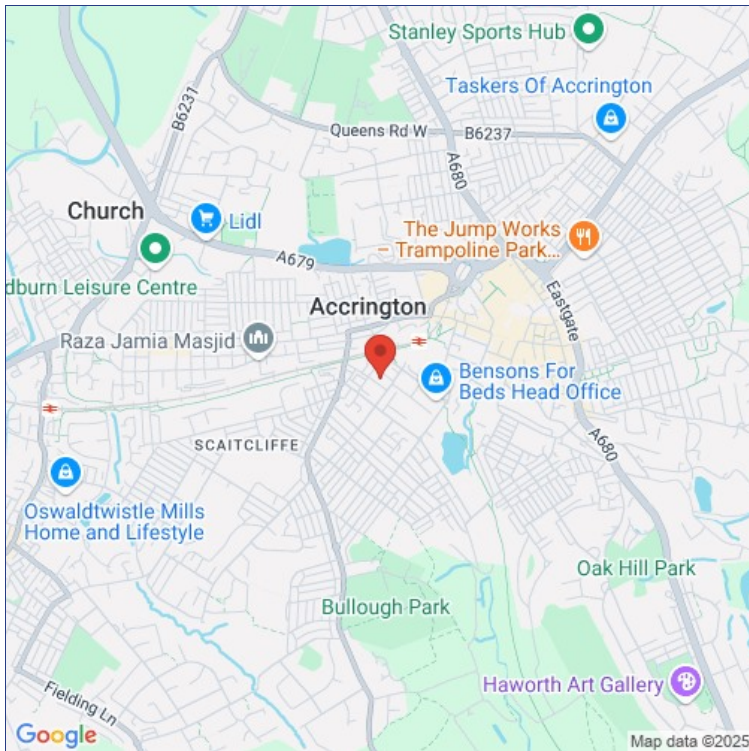 Stanley Sports Hub
Taskers Of Accrington
B6231
Queens Rd W
B6237
A680
Church
Lidl
The Jump Works
– Trampoline Park...
A679
dburn Leisure Centre
Eastgate
Accrington
Raza Jamia Masjid
Bensons For
Beds Head Office
SCAITCLIFFE
A680
Oswaldtwistle Mills
Home and Lifestyle
Oak Hill Park
Bullough Park
Haworth Art Gallery
Fielding Ln
Google
Map data ©2025